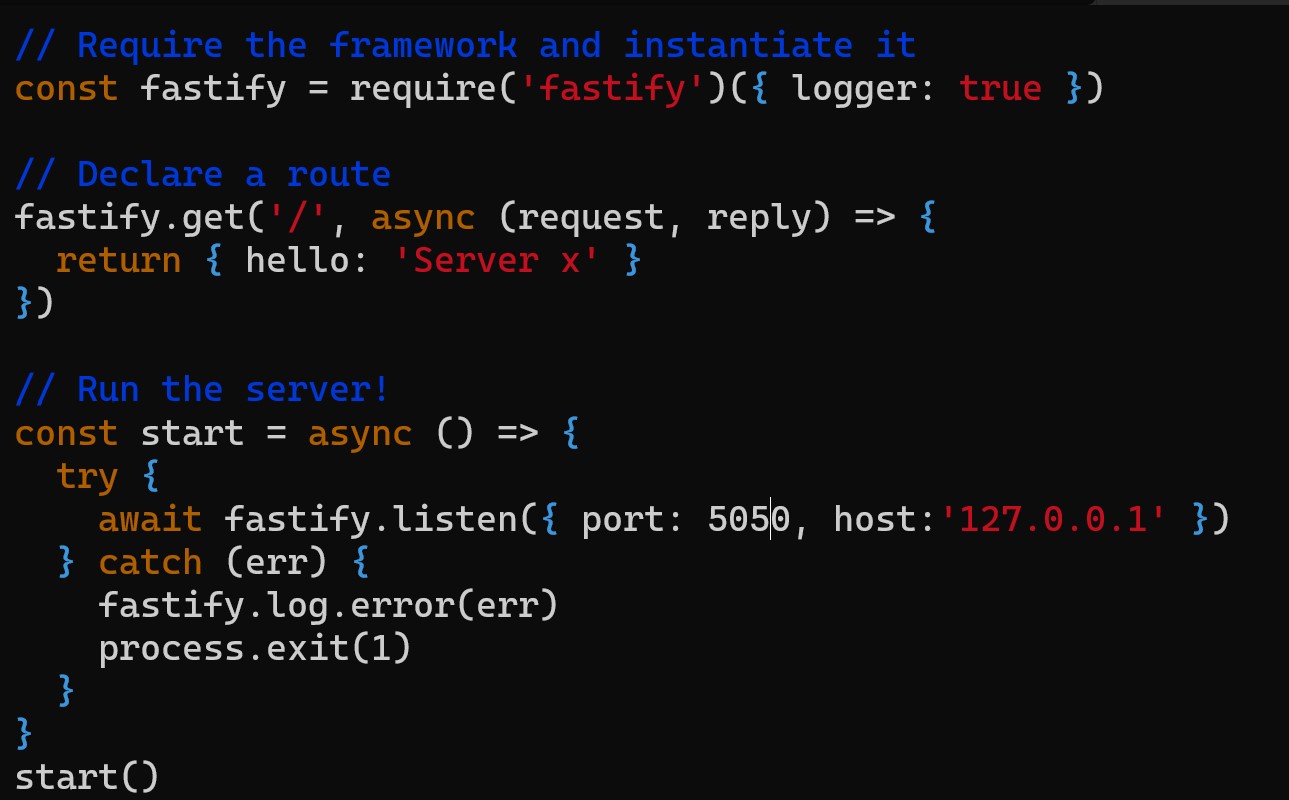 // Require the framework and instantiate it
const fastify = require('fastify')({ logger: true })

// Declare a route
fastify.get('/', async (request, reply) => {
  return { hello: 'Server x' }
})

// Run the server!
const start = async () => {
  try {
    await fastify.listen({ port: 5050, host:'127.0.0.1' })
  } catch (err) {
    fastify.log.error(err)
    process.exit(1)
  }
}
start()